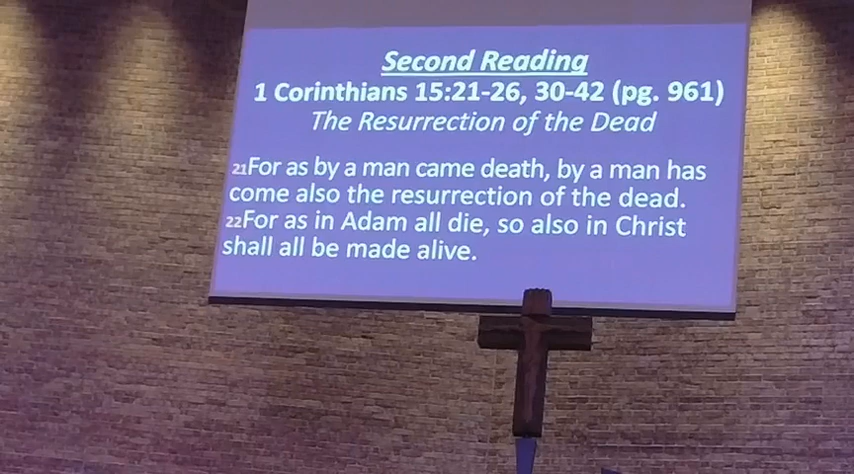 Second Reading
1 Corinthians 15:21-26, 30-42 (pg. 961)
The Resurrection of the Dead
21For as by a man came death, by a man has
come also the resurrection of the dead.
22For as in Adam all die, so also in Christ
shall all be made alive.